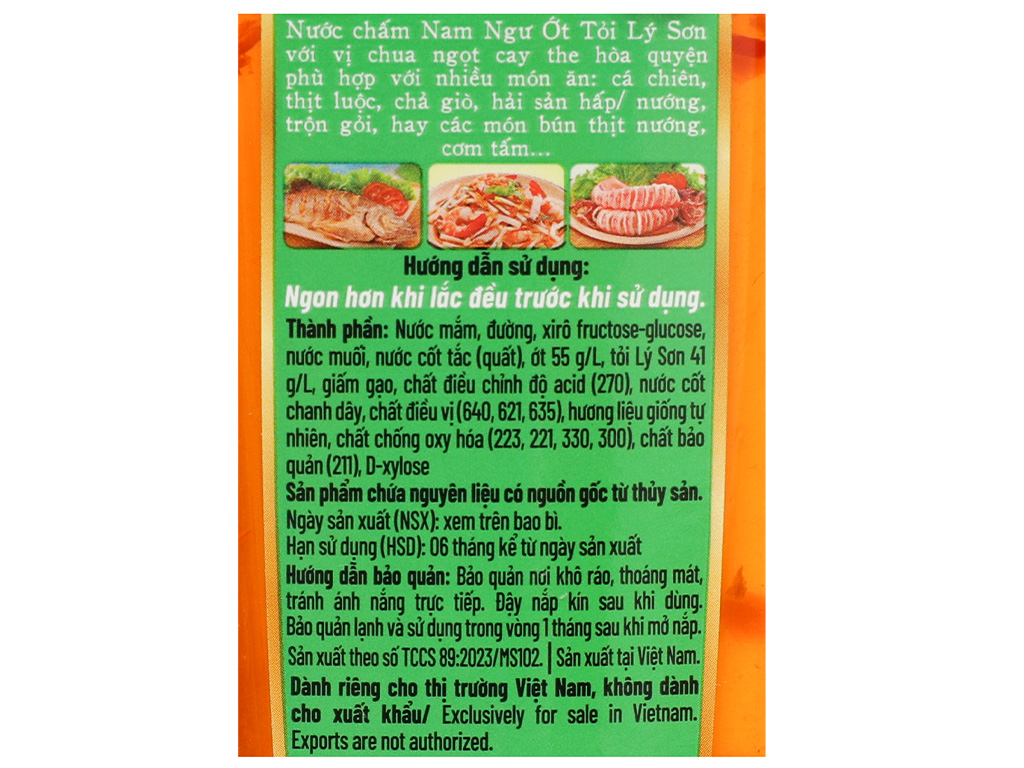 Nước chấm Nam Ngư Ớt Tỏi Lý Sơn
với vị chua ngọt cay the hòa quyện
phù hợp với nhiều món ăn: cá chiên,
thịt luộc, chả giò, hải sản hấp/ nướng,
trộn gỏi, hay các món bún thịt nướng,
cơm tấm...
Hướng dẫn sử dụng:
Ngon hơn khi lắc đều trước khi sử dụng.
Thành phần: Nước mắm, đường, xirô fructose-glucose,
nước muối, nước cốt tắc (quất), ớt 55 g/L, tỏi Lý Sơn 41
g/L, giấm gạo, chất điều chỉnh độ acid (270), nước cốt
chanh dây, chất điều vị (640, 621, 635), hương liệu giống tự
nhiên, chất chống oxy hóa (223, 221, 330, 300), chất bảo
quản (211), D-xylose
Sản phẩm chứa nguyên liệu có nguồn gốc từ thủy sản.
Ngày sản xuất (NSX): xem trên bao bì.
Hạn sử dụng (HSD): 06 tháng kể từ ngày sản xuất
Hướng dẫn bảo quản: Bảo quản nơi khô ráo, thoáng mát,
tránh ánh nắng trực tiếp. Đậy nắp kín sau khi dùng.
Bảo quản lạnh và sử dụng trong vòng 1 tháng sau khi mở nắp.
Sản xuất theo số TCCS 89:2023/MS102. | Sản xuất tại Việt Nam.
Dành riêng cho thị trường Việt Nam, không dành
cho xuất khẩu/ Exclusively for sale in Vietnam.
Exports are not authorized.